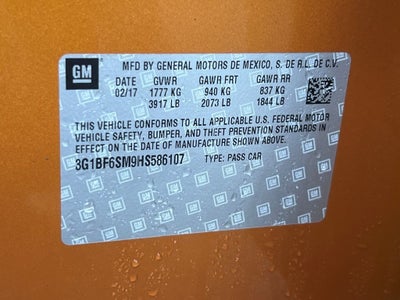 GM
MFD BY GENERAL MOTORS DE MEXICO, S. DE R.L. DE C.V.
DATE GVWR GAWR FRT GAWR RR
02/17 1777 KG 940 KG 837 KG
3917 LB 2073 LB 1844 LB
THIS VEHICLE CONFORMS TO ALL APPLICABLE U.S. FEDERAL MOTOR
VEHICLE SAFETY, BUMPER, AND THEFT PREVENTION STANDARDS IN
EFFECT ON THE DATE OF MANUFACTURE SHOWN ABOVE.
3G1BF6SM9HS586107 TYPE: PASS CAR